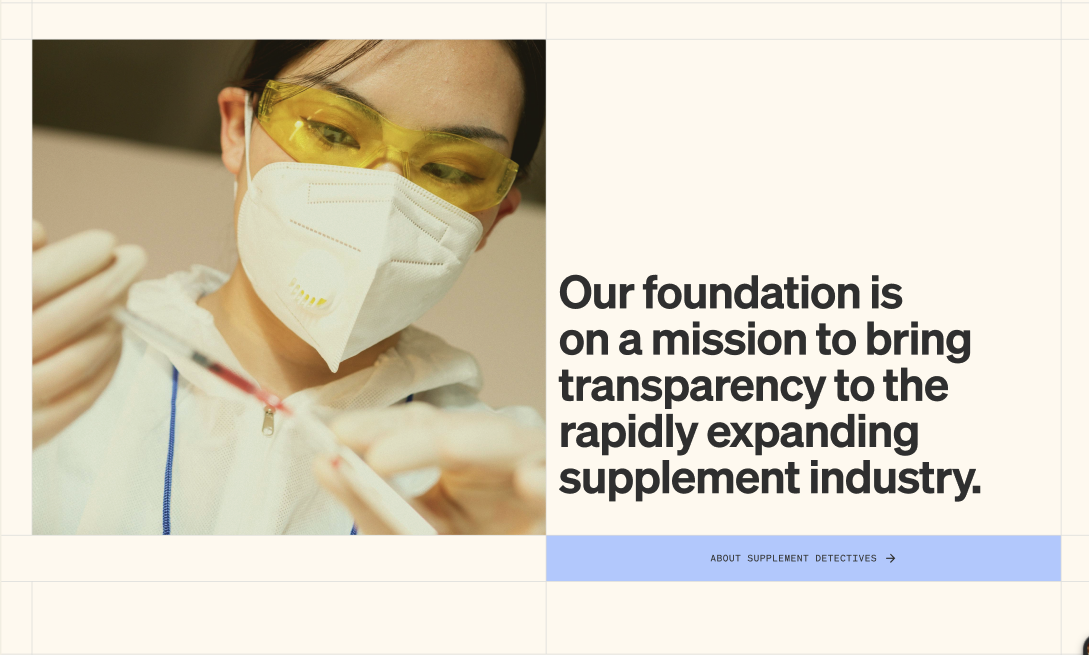 Our foundation is
on a mission to bring
transparency to the
rapidly expanding
supplement industry.
ABOUT SUPPLEMENT DETECTIVES →